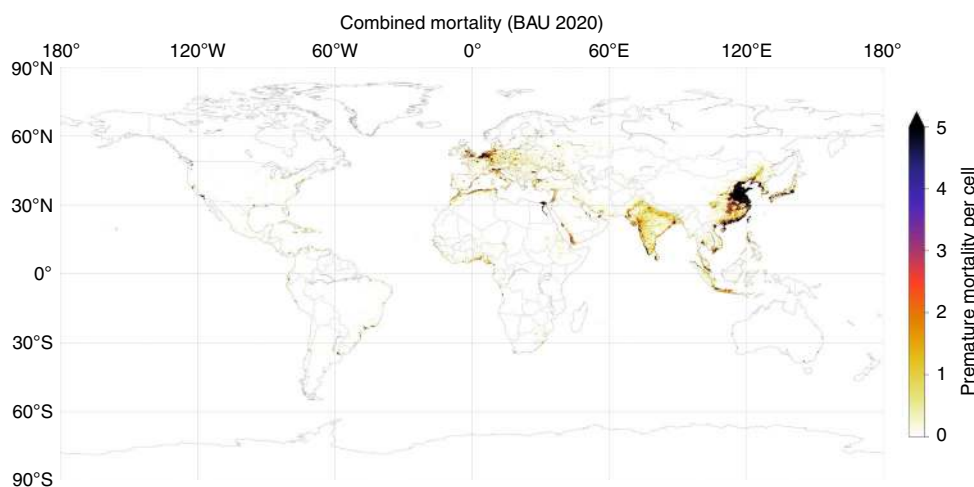 Combined mortality (BAU 2020)
180° 120°W 60°W 0° 60°E 120°E 180°
90°N
60°N
30°N
0°
30°S
60°S
90°S
5
4
3
2
1
0
Premature mortality per cell